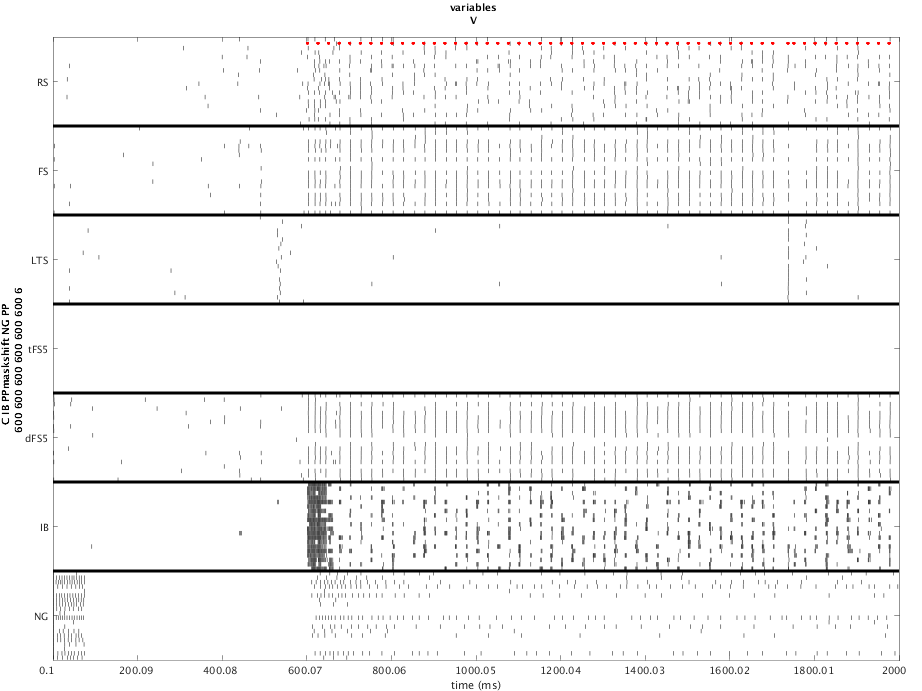 variables
V
RS
FS
LTS
tFS5
dFS5
IB
NG
C IB PPmaskshift NG PP
600 600 600 600 600 600 6
0.1 200.09 400.08 600.07 800.06 1000.05 1200.04 1400.03 1600.02 1800.01 2000
time (ms)